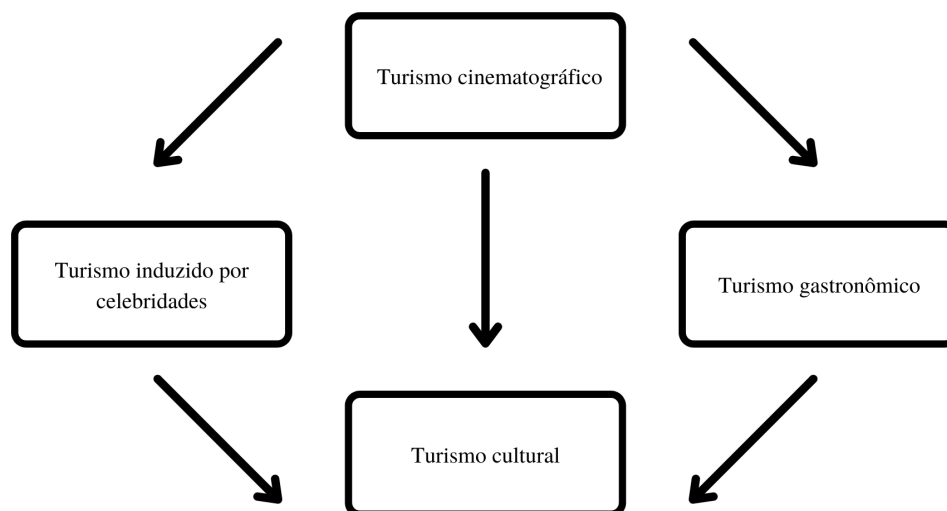 Turismo cinematográfico
Turismo induzido por
celebridades
Turismo gastronômico
Turismo cultural